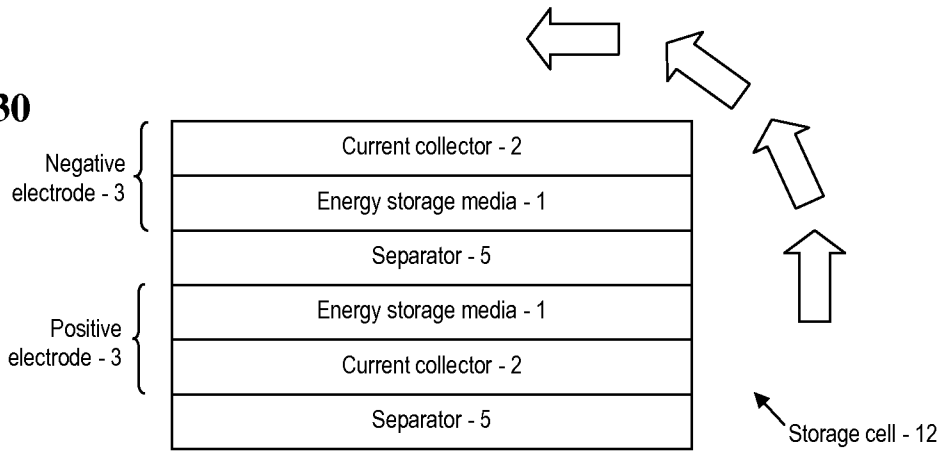 30
Current collector - 2
Negative
electrode - 3
Energy storage media - 1
Separator - 5
Positive
electrode - 3
Energy storage media - 1
Current collector - 2
Separator - 5
Storage cell - 12